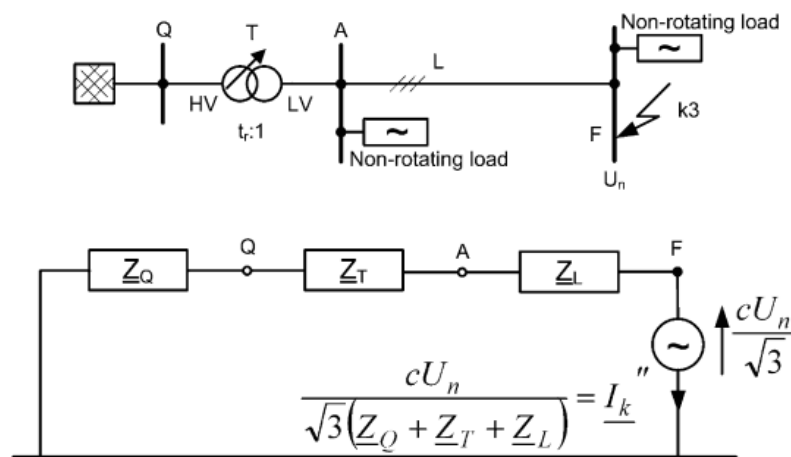 Q T A Non-rotating load
L
HV LV
t_r:1 F k3
Non-rotating load U_n
Q A F
Z_Q Z_T Z_L
cU_n / √3
cU_n / √3(Z_Q + Z_T + Z_L) = I_k"